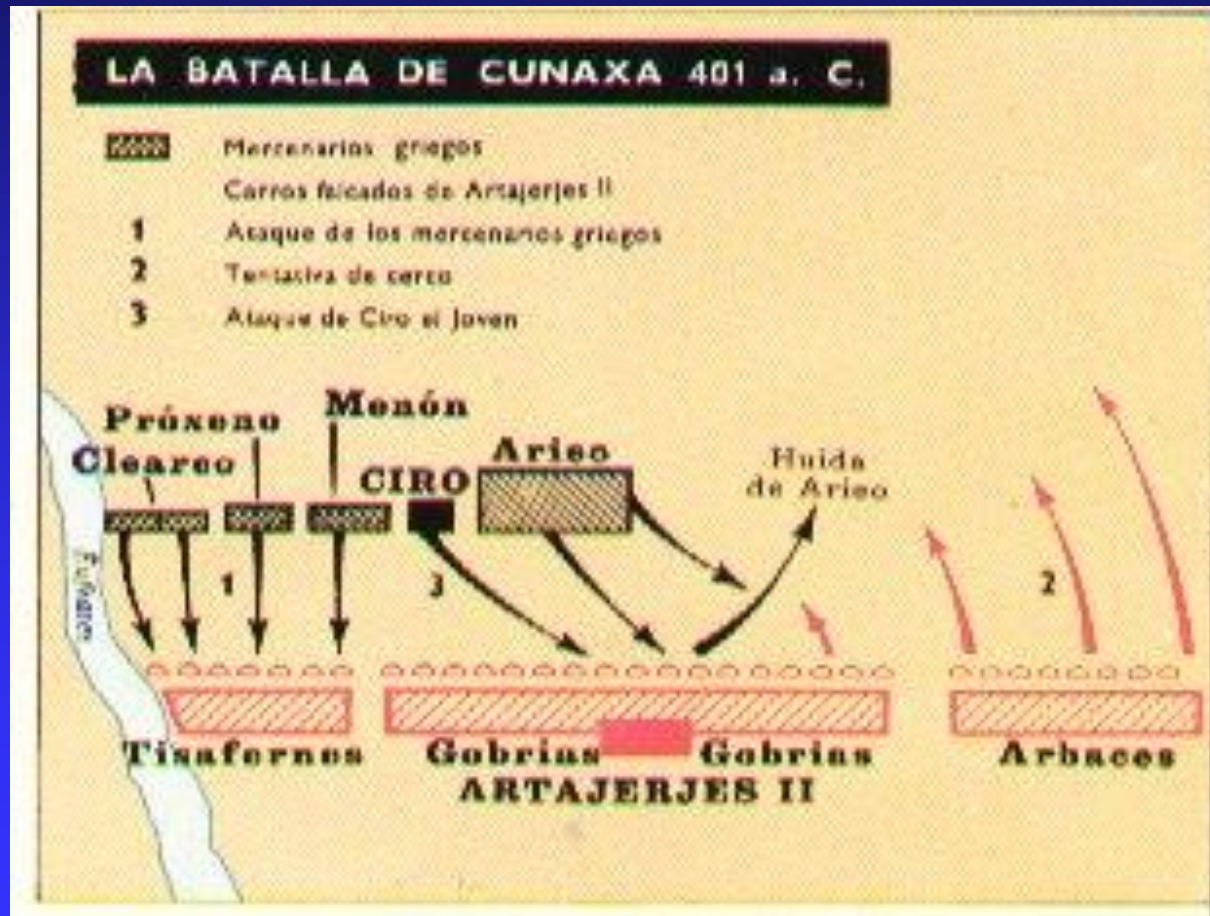 LA BATALLA DE CUNAXA 401 a. C.
Mercenarios griegos
Carros falcados de Artajerjes II
1 Ataque de los mercenarios griegos
2 Tentativa de cerco
3 Ataque de Ciro el Joven
Próxeno Menón
Clearco CIRO Arieo Huida
de Arieo
1 3 2
Eufrates
Tisafernes Gobrias Gobrias Arbaces
ARTAJERJES II